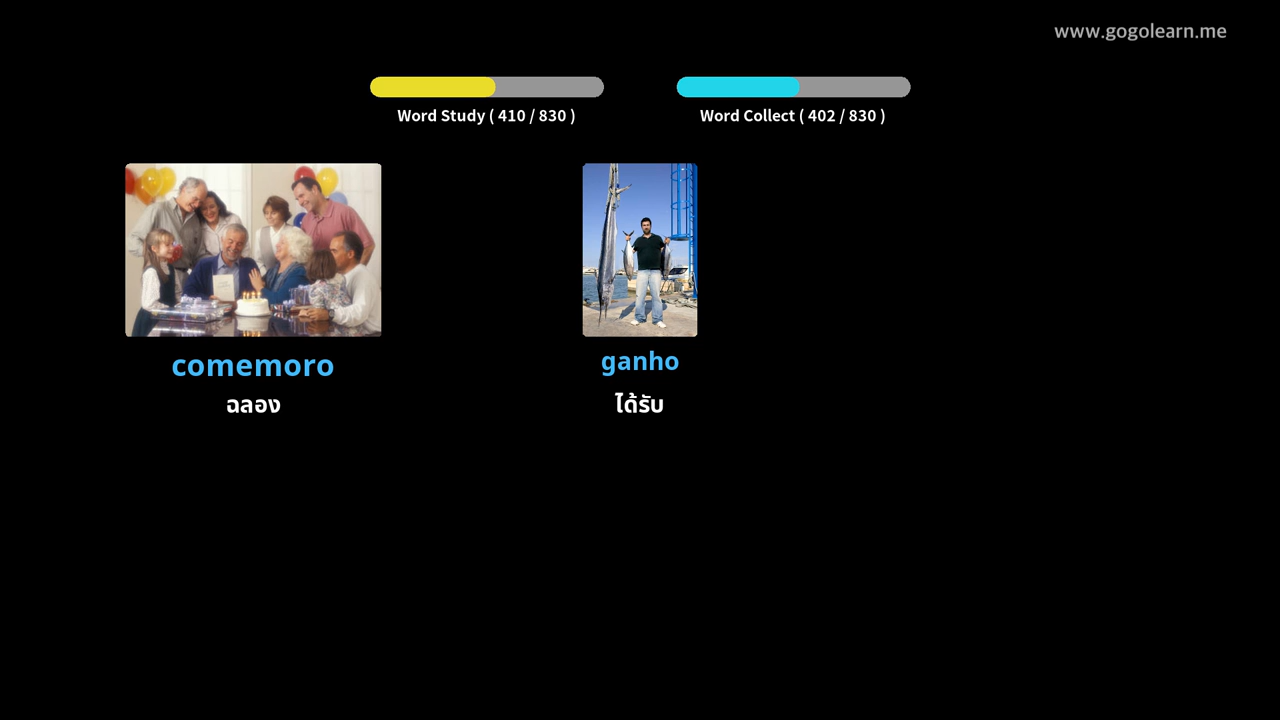 www.gogolearn.me
Word Study ( 410 / 830 )
Word Collect ( 402 / 830 )
comemoro
ฉลอง
ganho
ได้รับ